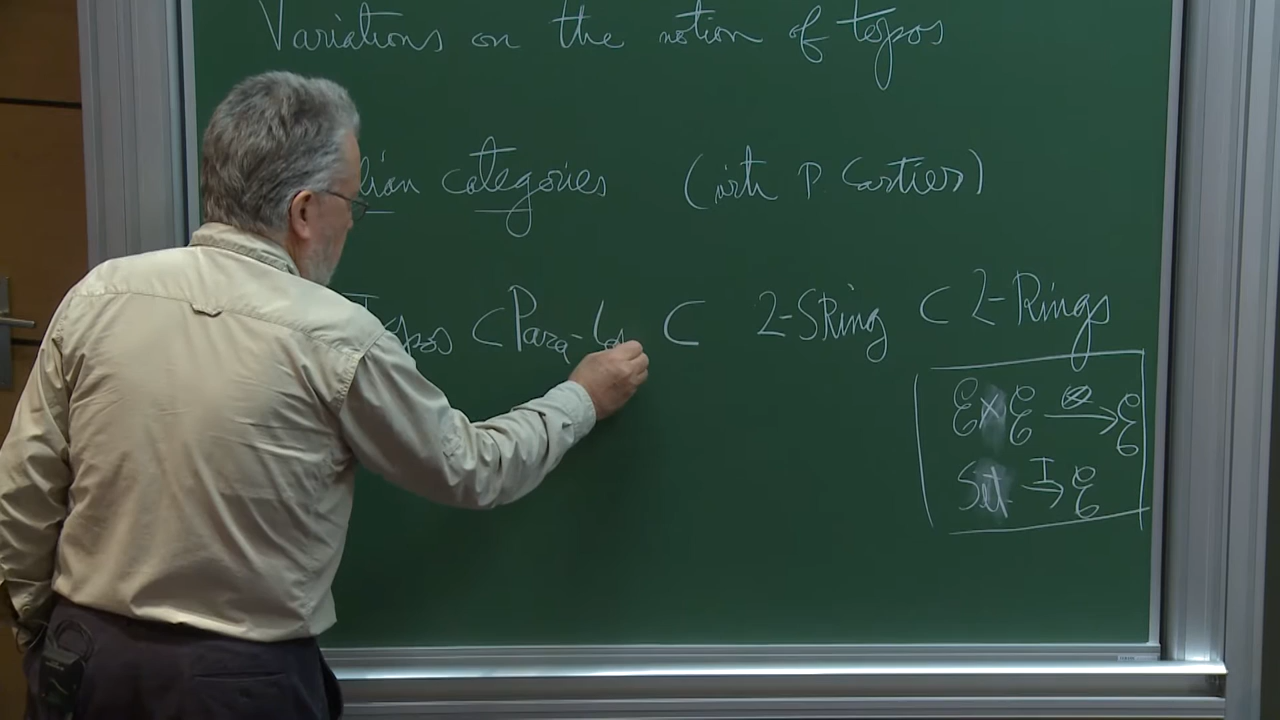 Variations on the notion of topos
lian categories (with P. Cartier)
Topos ⊂ Para-to ⊂ 2-SRing ⊂ 2-Rings
ℰ × ℰ ⊗→ ℰ
Set I→ ℰ